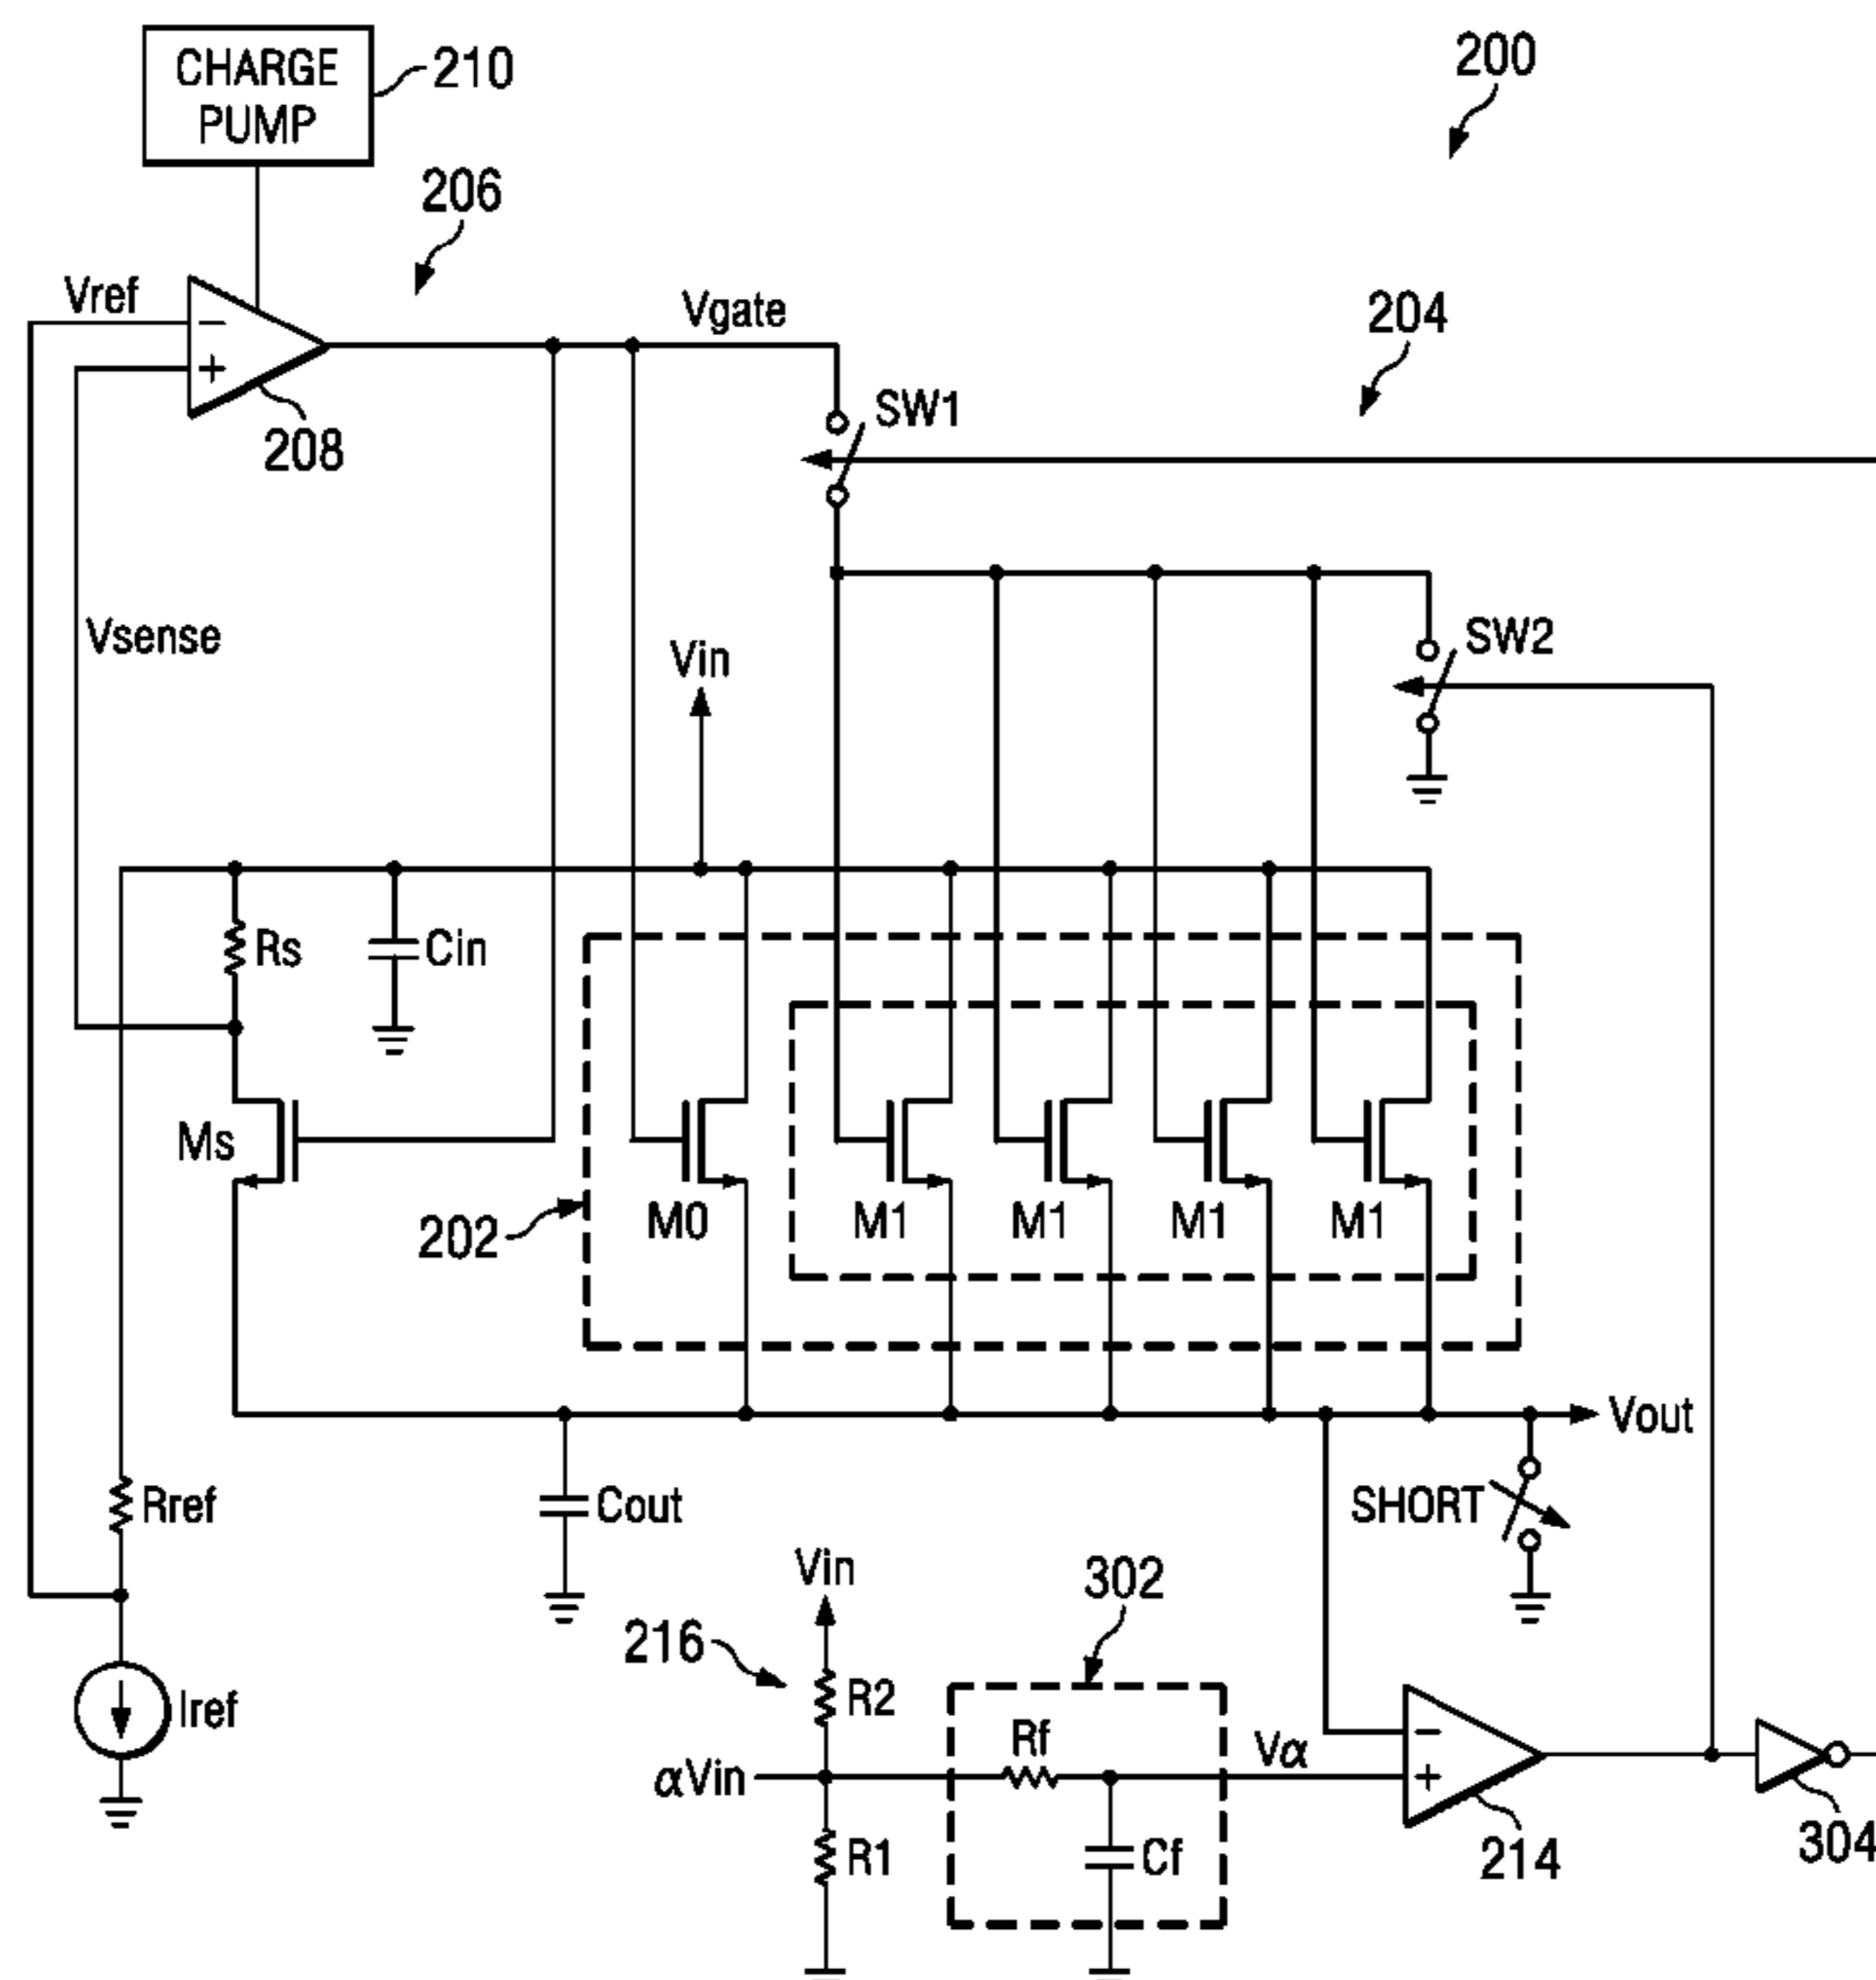 200
CHARGE
PUMP
210
206
Vref
−
+
208
Vgate
204
SW1
Vsense
Vin
SW2
Rs
Cin
Ms
202
M0
M1
M1
M1
M1
Vout
Rref
Cout
SHORT
Vin
302
216
R2
Iref
Rf
Vα
−
+
αVin
R1
Cf
214
304